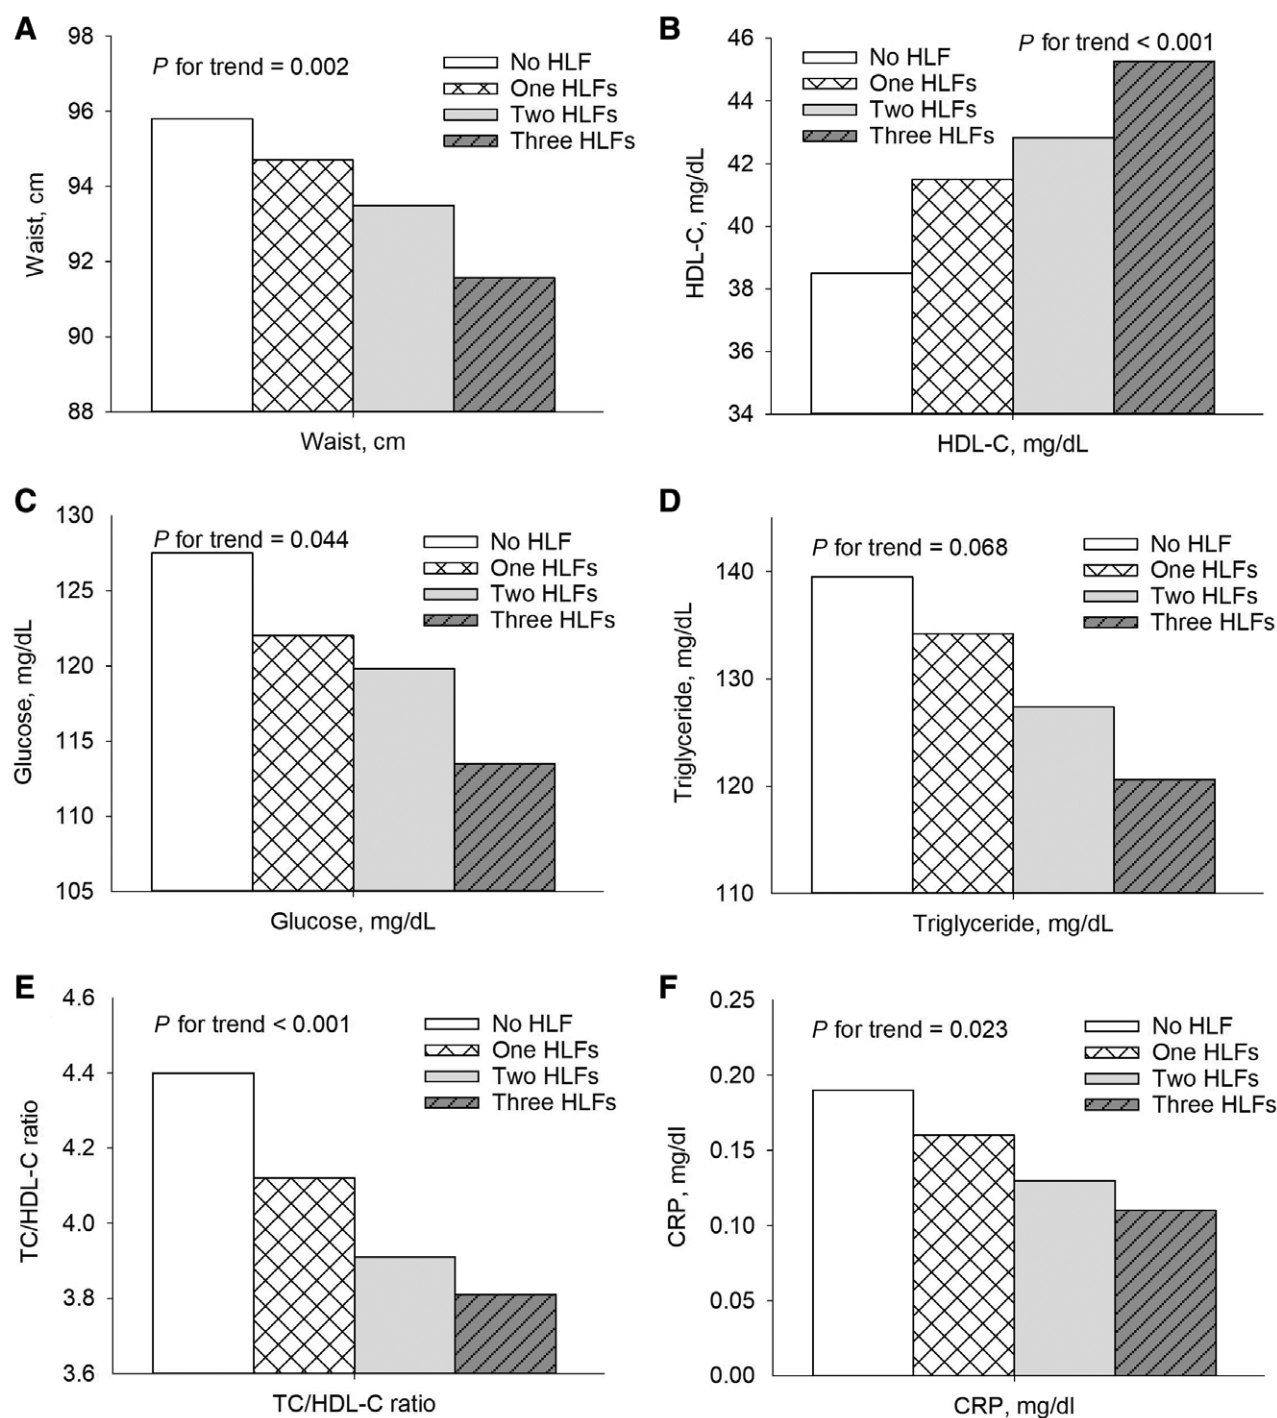 A
98
96
94
92
90
88
Waist, cm
P for trend = 0.002
No HLF
One HLFs
Two HLFs
Three HLFs
Waist, cm
B
46
44
42
40
38
36
34
HDL-C, mg/dL
P for trend < 0.001
No HLF
One HLFs
Two HLFs
Three HLFs
HDL-C, mg/dL
C
130
125
120
115
110
105
Glucose, mg/dL
P for trend = 0.044
No HLF
One HLFs
Two HLFs
Three HLFs
Glucose, mg/dL
D
140
130
120
110
Triglyceride, mg/dL
P for trend = 0.068
No HLF
One HLFs
Two HLFs
Three HLFs
Triglyceride, mg/dL
E
4.6
4.4
4.2
4.0
3.8
3.6
TC/HDL-C ratio
P for trend < 0.001
No HLF
One HLFs
Two HLFs
Three HLFs
TC/HDL-C ratio
F
0.25
0.20
0.15
0.10
0.05
0.00
CRP, mg/dl
P for trend = 0.023
No HLF
One HLFs
Two HLFs
Three HLFs
CRP, mg/dl